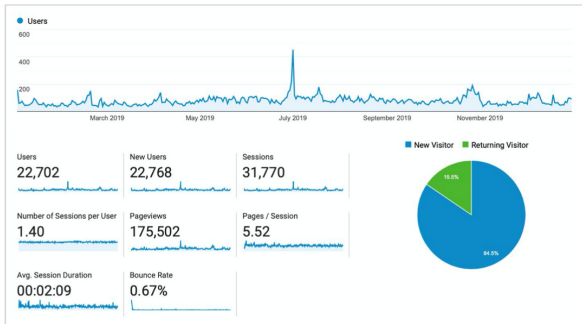 Users
600
400
200
March 2019 May 2019 July 2019 September 2019 November 2019
New Visitor Returning Visitor
Users New Users Sessions
22,702 22,768 31,770
Number of Sessions per User Pageviews Pages / Session
1.40 175,502 5.52
Avg. Session Duration Bounce Rate
00:02:09 0.67%
15.5%
84.5%